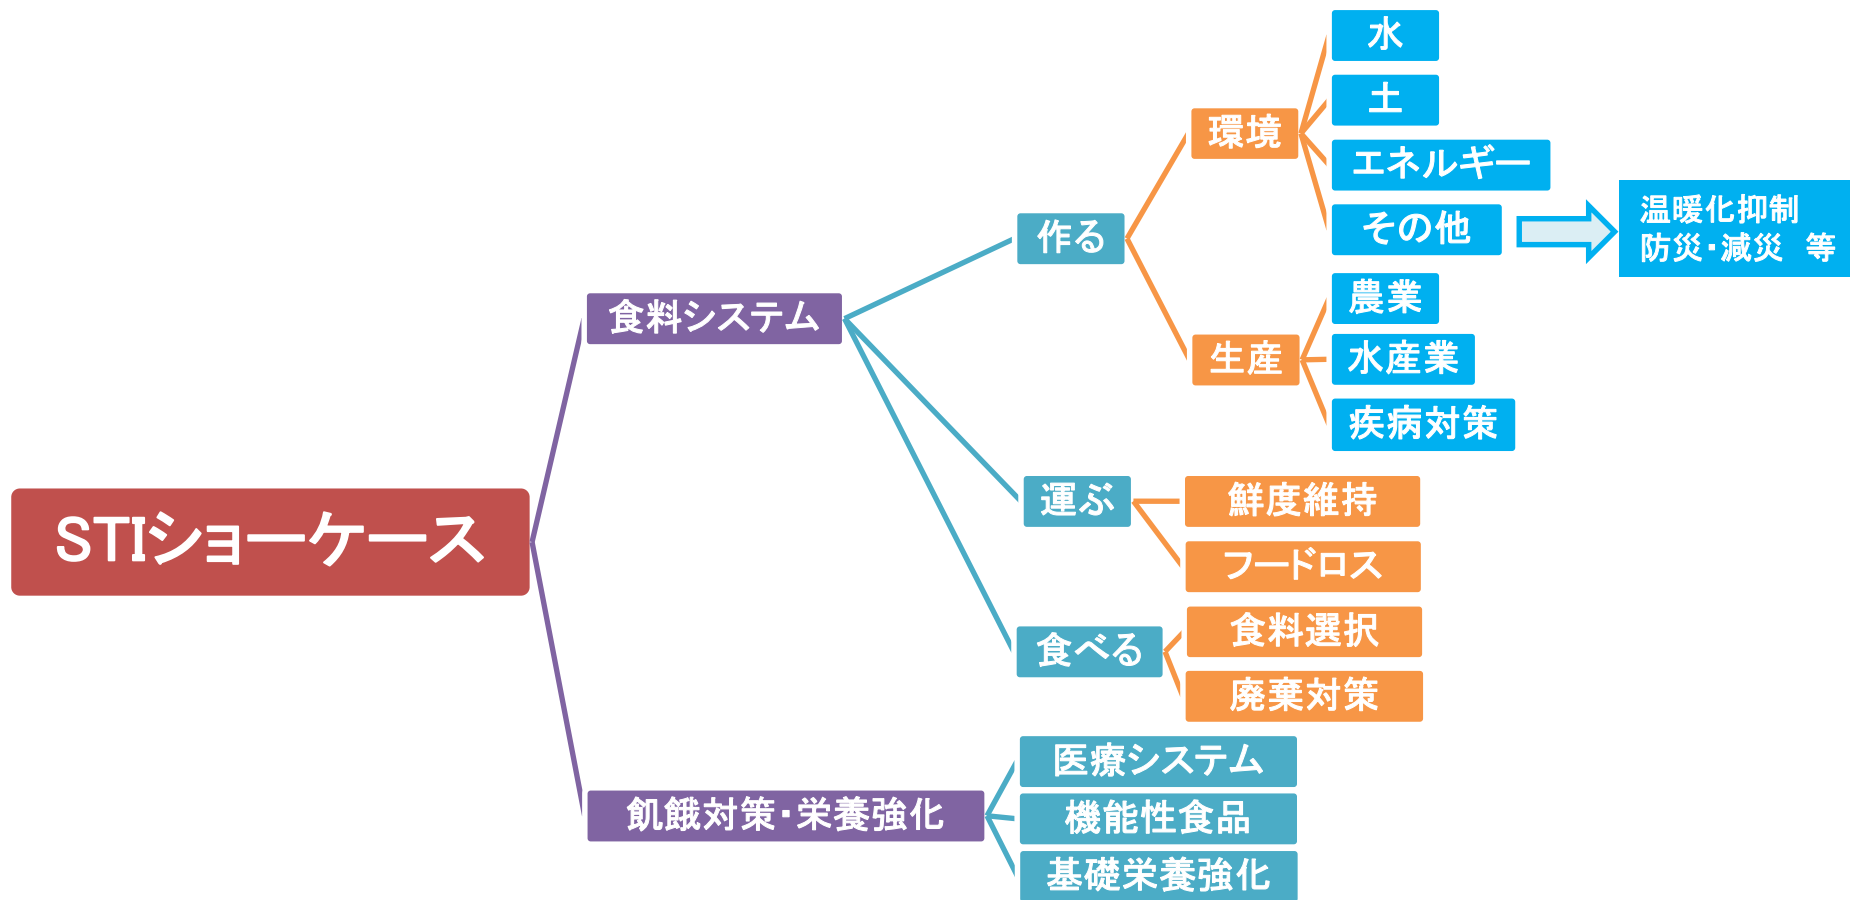 STIショーケース
食料システム
作る
環境
水
土
エネルギー
その他
温暖化抑制
防災・減災　等
生産
農業
水産業
疾病対策
運ぶ
鮮度維持
フードロス
食べる
食料選択
廃棄対策
飢餓対策・栄養強化
医療システム
機能性食品
基礎栄養強化